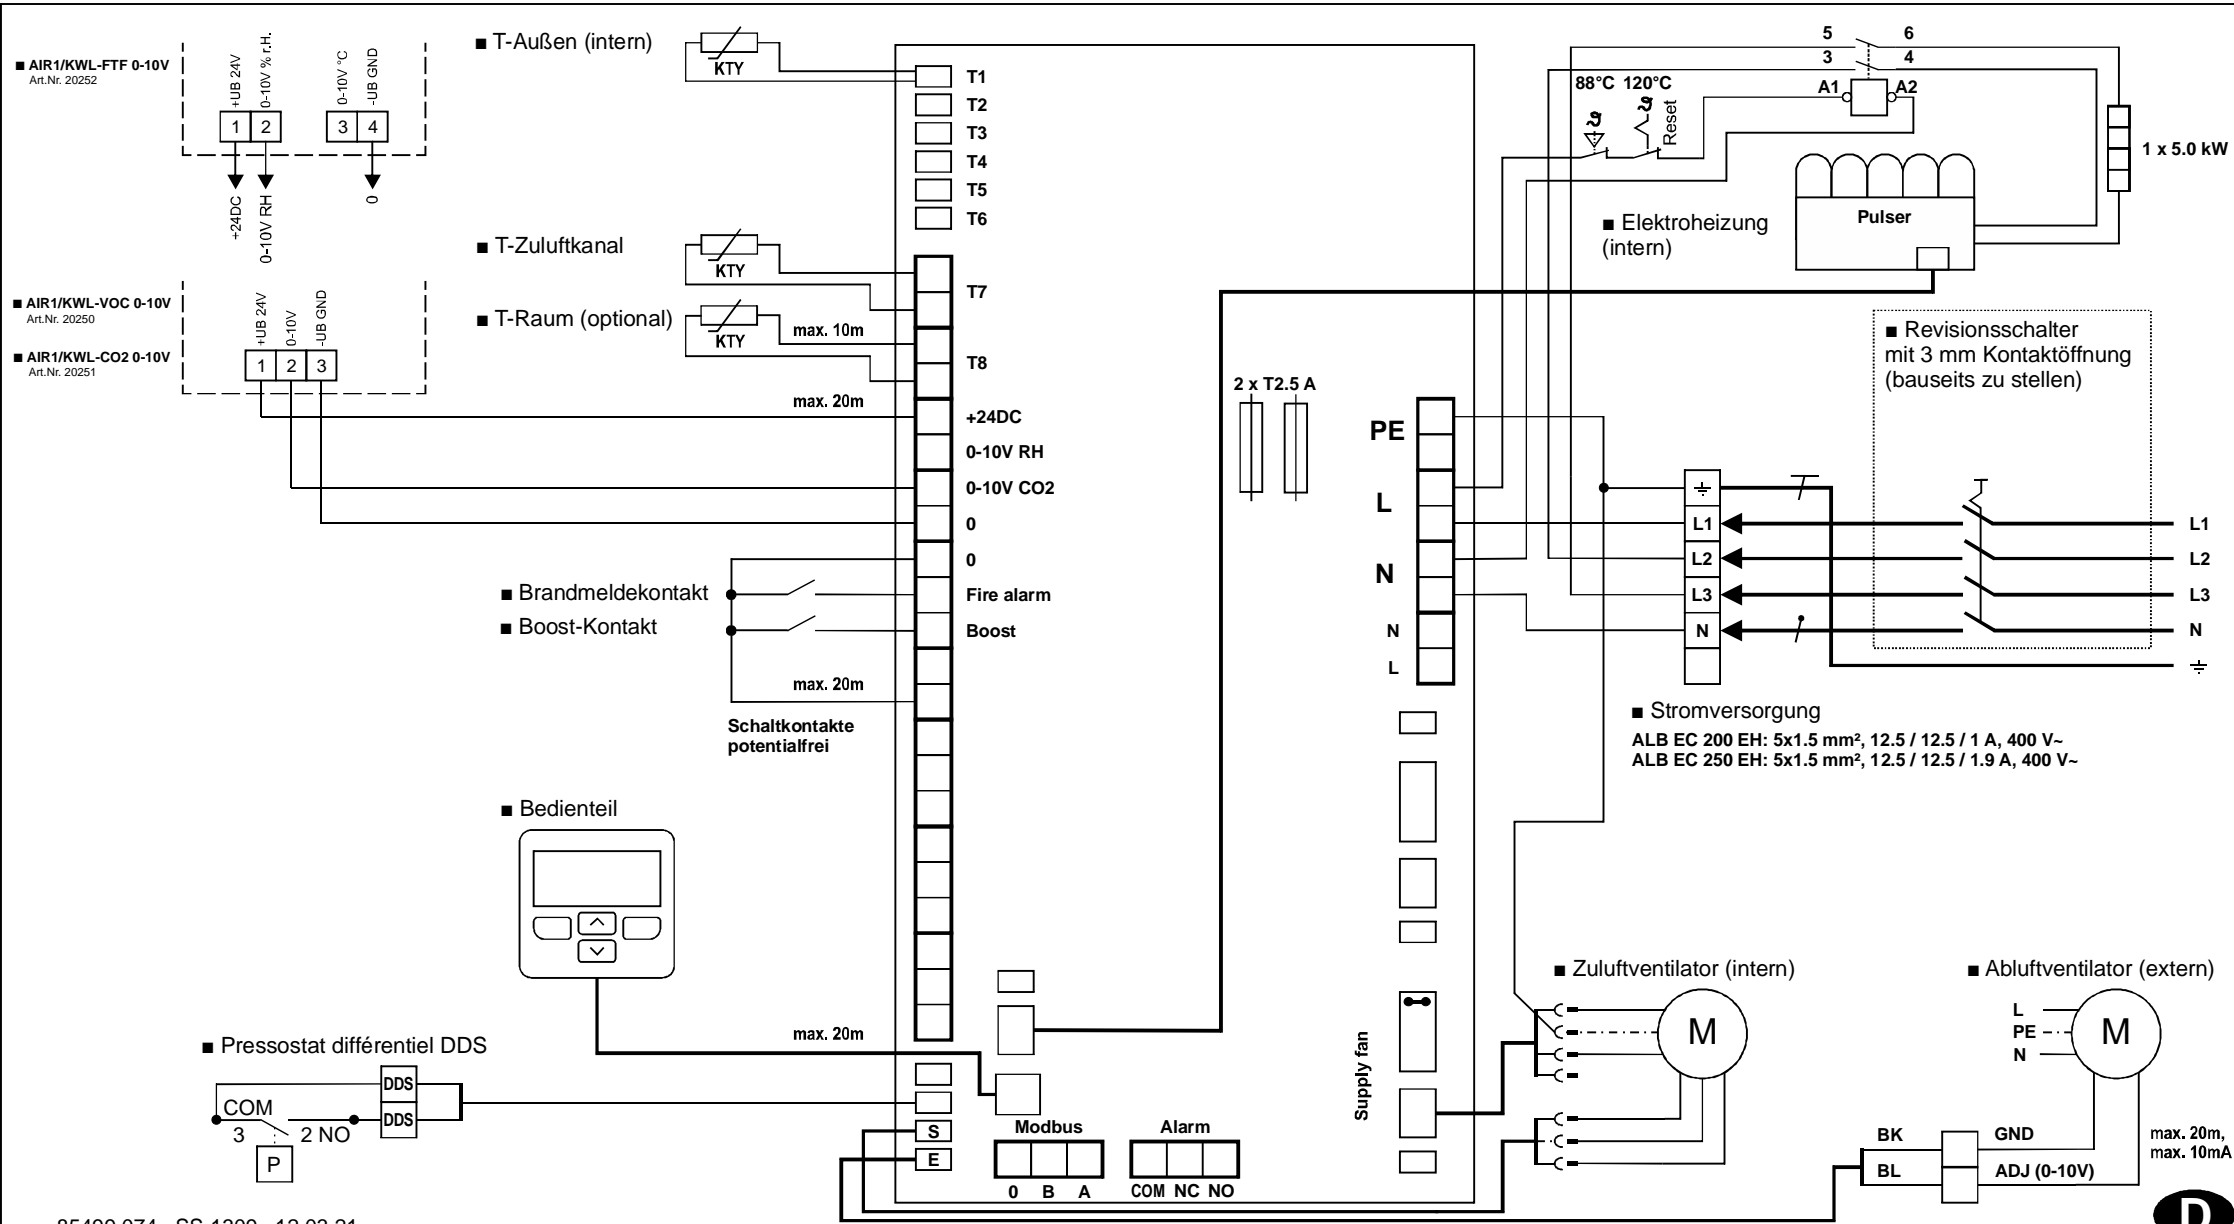 ■ AIR1/KWL-FTF 0-10V
Art.Nr. 20252
+UB 24V
0-10V % r.H.
0-10V °C
-UB GND
1 2 3 4
+24DC
0-10V RH
0
■ AIR1/KWL-VOC 0-10V
Art.Nr. 20250
■ AIR1/KWL-CO2 0-10V
Art.Nr. 20251
+UB 24V
0-10V
-UB GND
1 2 3
■ T-Außen (intern)
KTY
■ T-Zuluftkanal
KTY
■ T-Raum (optional)
KTY
max. 10m
max. 20m
T1
T2
T3
T4
T5
T6
T7
T8
+24DC
0-10V RH
0-10V CO2
0
0
Fire alarm
Boost
■ Brandmeldekontakt
■ Boost-Kontakt
max. 20m
Schaltkontakte
potentialfrei
■ Bedienteil
max. 20m
■ Pressostat différentiel DDS
DDS
DDS
COM
3
2 NO
P
S
E
Modbus
0 B A
Alarm
COM NC NO
2 x T2.5 A
PE
L
N
N
L
Supply fan
5 6
3 4
88°C 120°C
Reset
A1 A2
1 x 5.0 kW
Pulser
■ Elektroheizung
(intern)
■ Revisionsschalter
mit 3 mm Kontaktöffnung
(bauseits zu stellen)
L1 L1
L2 L2
L3 L3
N N
■ Stromversorgung
ALB EC 200 EH: 5x1.5 mm², 12.5 / 12.5 / 1 A, 400 V~
ALB EC 250 EH: 5x1.5 mm², 12.5 / 12.5 / 1.9 A, 400 V~
■ Zuluftventilator (intern)
M
■ Abluftventilator (extern)
L
PE
N
M
BK GND
BL ADJ (0-10V)
max. 20m,
max. 10mA
D